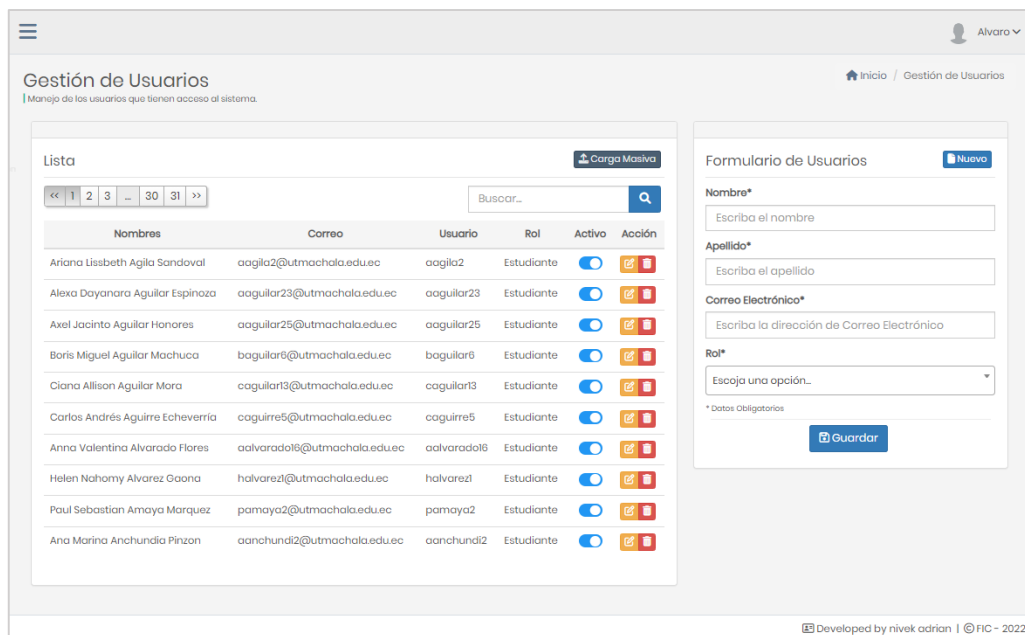 Alvaro
Gestión de Usuarios
Manejo de los usuarios que tienen acceso al sistema.
Inicio / Gestión de Usuarios
Lista
Carga Masiva
<< 1 2 3 ... 30 31 >>
Buscar...
Nombres Correo Usuario Rol Activo Acción
Ariana Lissbeth Agila Sandoval aagila2@utmachala.edu.ec aagila2 Estudiante
Alexa Dayanara Aguilar Espinoza aaguilar23@utmachala.edu.ec aaguilar23 Estudiante
Axel Jacinto Aguilar Honores aaguilar25@utmachala.edu.ec aaguilar25 Estudiante
Boris Miguel Aguilar Machuca baguilar6@utmachala.edu.ec baguilar6 Estudiante
Ciana Allison Aguilar Mora caguilar13@utmachala.edu.ec caguilar13 Estudiante
Carlos Andrés Aguirre Echeverría caguirre5@utmachala.edu.ec caguirre5 Estudiante
Anna Valentina Alvarado Flores aalvarado16@utmachala.edu.ec aalvarado16 Estudiante
Helen Nahomy Alvarez Gaona halvarez1@utmachala.edu.ec halvarez1 Estudiante
Paul Sebastian Amaya Marquez pamaya2@utmachala.edu.ec pamaya2 Estudiante
Ana Marina Anchundia Pinzon aanchundi2@utmachala.edu.ec aanchundi2 Estudiante
Formulario de Usuarios
Nuevo
Nombre*
Escriba el nombre
Apellido*
Escriba el apellido
Correo Electrónico*
Escriba la dirección de Correo Electrónico
Rol*
Escoja una opción...
* Datos Obligatorios
Guardar
Developed by nivek adrian | © FIC - 2022